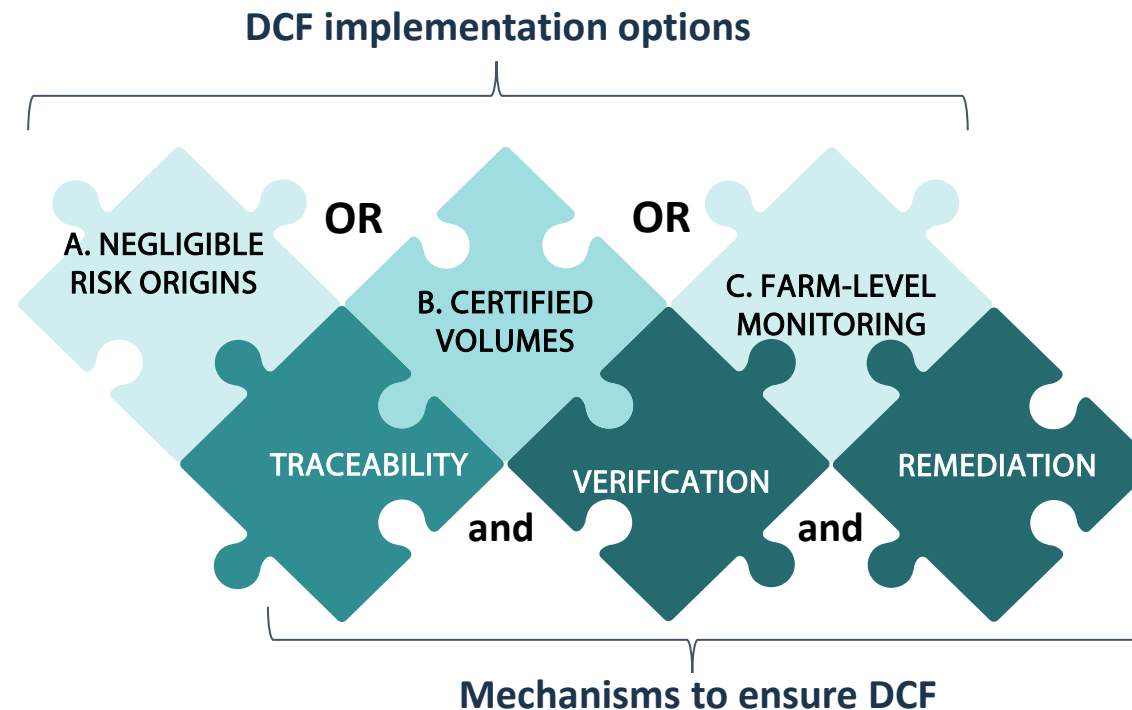 DCF implementation options
A. NEGLIGIBLE
RISK ORIGINS
OR
B. CERTIFIED
VOLUMES
OR
C. FARM-LEVEL
MONITORING
TRACEABILITY
and
VERIFICATION
and
REMEDIATION
Mechanisms to ensure DCF